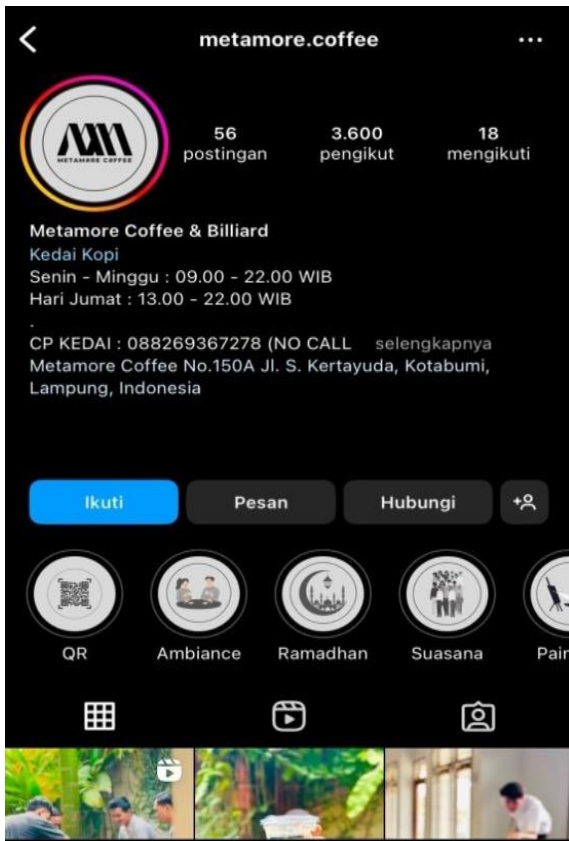 metamore.coffee
METAMORE COFFEE
56 3.600 18
postingan pengikut mengikuti
Metamore Coffee & Billiard
Kedai Kopi
Senin - Minggu : 09.00 - 22.00 WIB
Hari Jumat : 13.00 - 22.00 WIB
.
CP KEDAI : 088269367278 (NO CALL selengkapnya
Metamore Coffee No.150A Jl. S. Kertayuda, Kotabumi,
Lampung, Indonesia
Ikuti Pesan Hubungi
QR Ambiance Ramadhan Suasana Pain